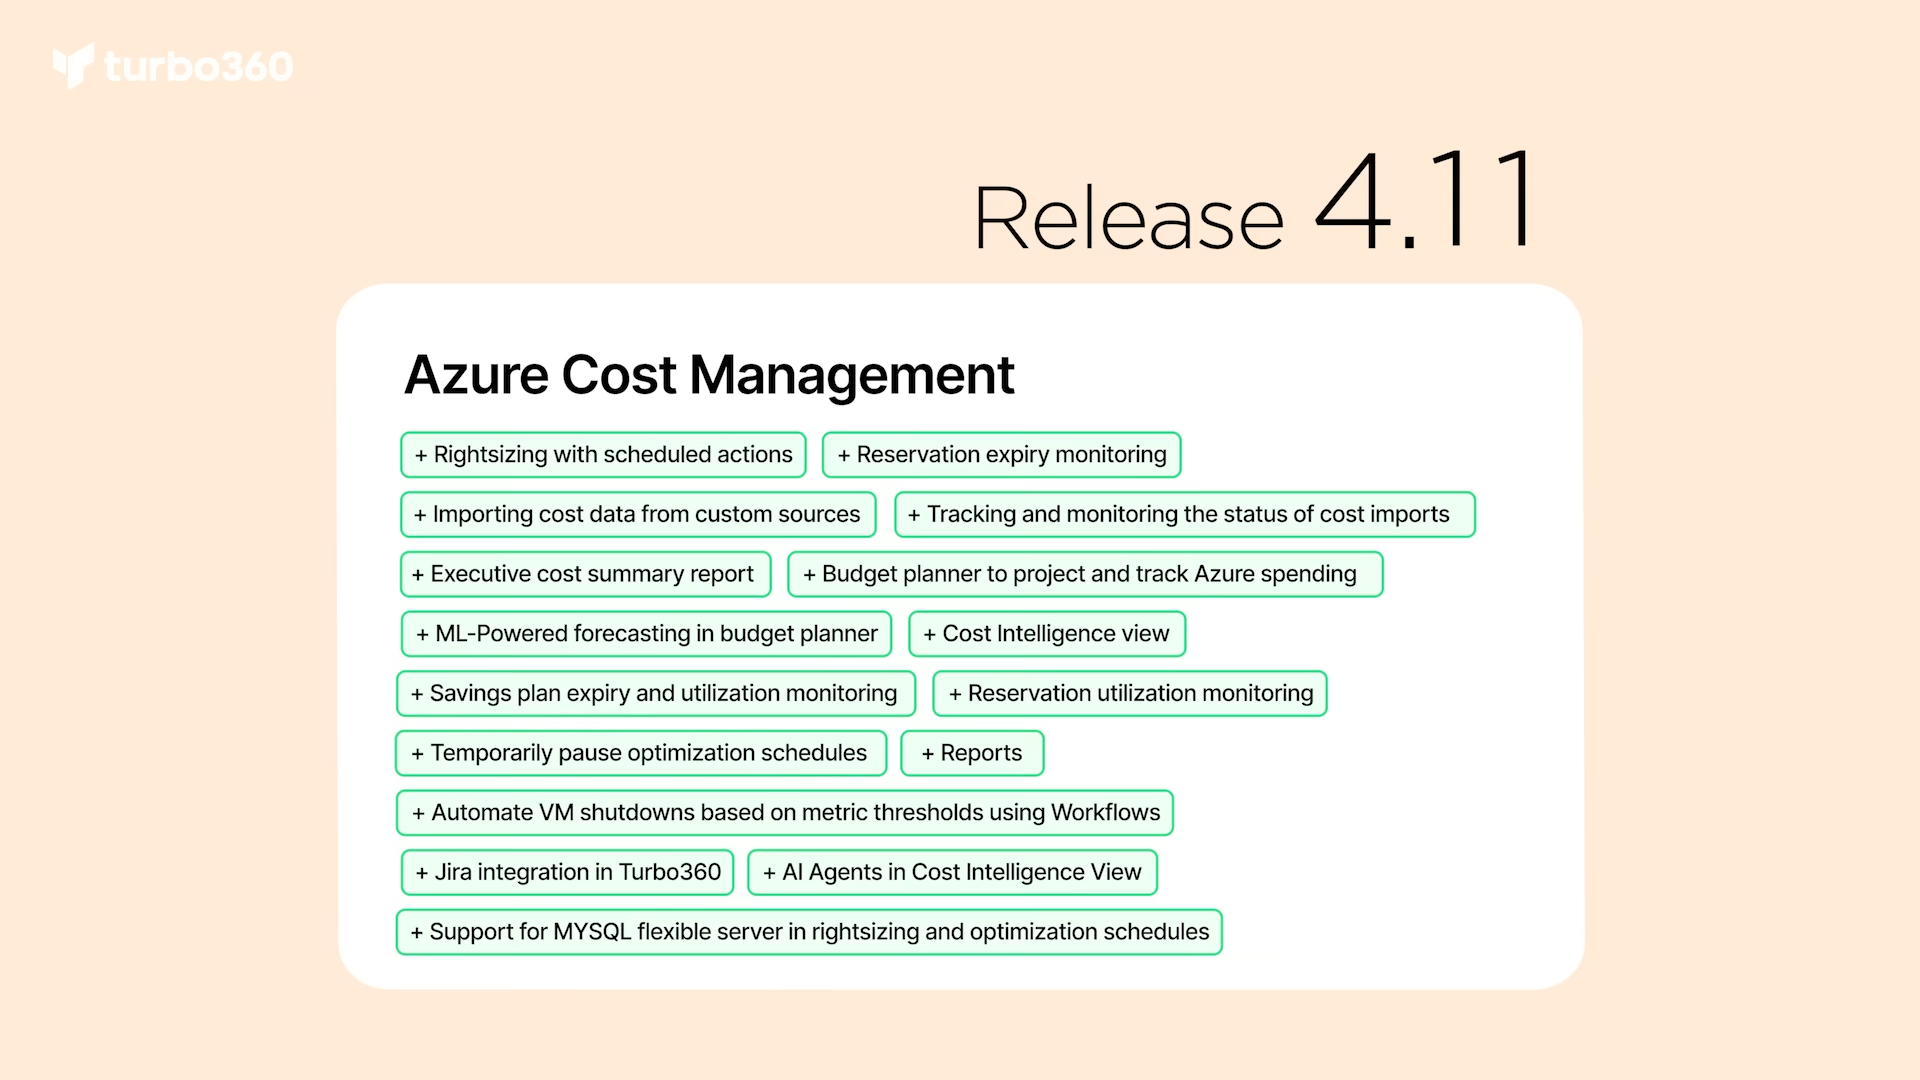 turbo360
Release 4.11
Azure Cost Management
+ Rightsizing with scheduled actions
+ Reservation expiry monitoring
+ Importing cost data from custom sources
+ Tracking and monitoring the status of cost imports
+ Executive cost summary report
+ Budget planner to project and track Azure spending
+ ML-Powered forecasting in budget planner
+ Cost Intelligence view
+ Savings plan expiry and utilization monitoring
+ Reservation utilization monitoring
+ Temporarily pause optimization schedules
+ Reports
+ Automate VM shutdowns based on metric thresholds using Workflows
+ Jira integration in Turbo360
+ AI Agents in Cost Intelligence View
+ Support for MYSQL flexible server in rightsizing and optimization schedules